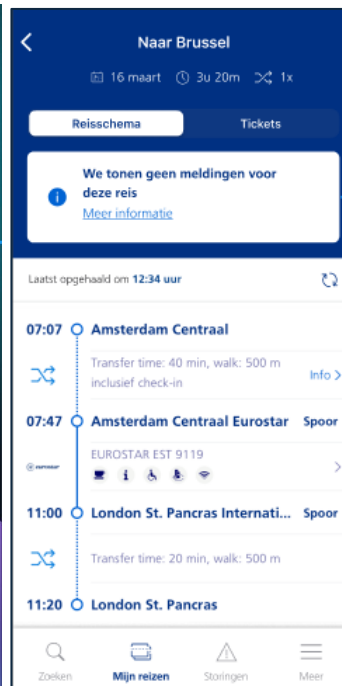 Naar Brussel
16 maart 3u 20m 1x
Reisschema Tickets
We tonen geen meldingen voor
deze reis
Meer informatie
Laatst opgehaald om 12:34 uur
07:07 Amsterdam Centraal
Transfer time: 40 min, walk: 500 m
inclusief check-in
Info >
07:47 Amsterdam Centraal Eurostar Spoor
EUROSTAR EST 9119
eurostar
11:00 London St. Pancras Internati... Spoor
Transfer time: 20 min, walk: 500 m
11:20 London St. Pancras
Zoeken Mijn reizen Storingen Meer